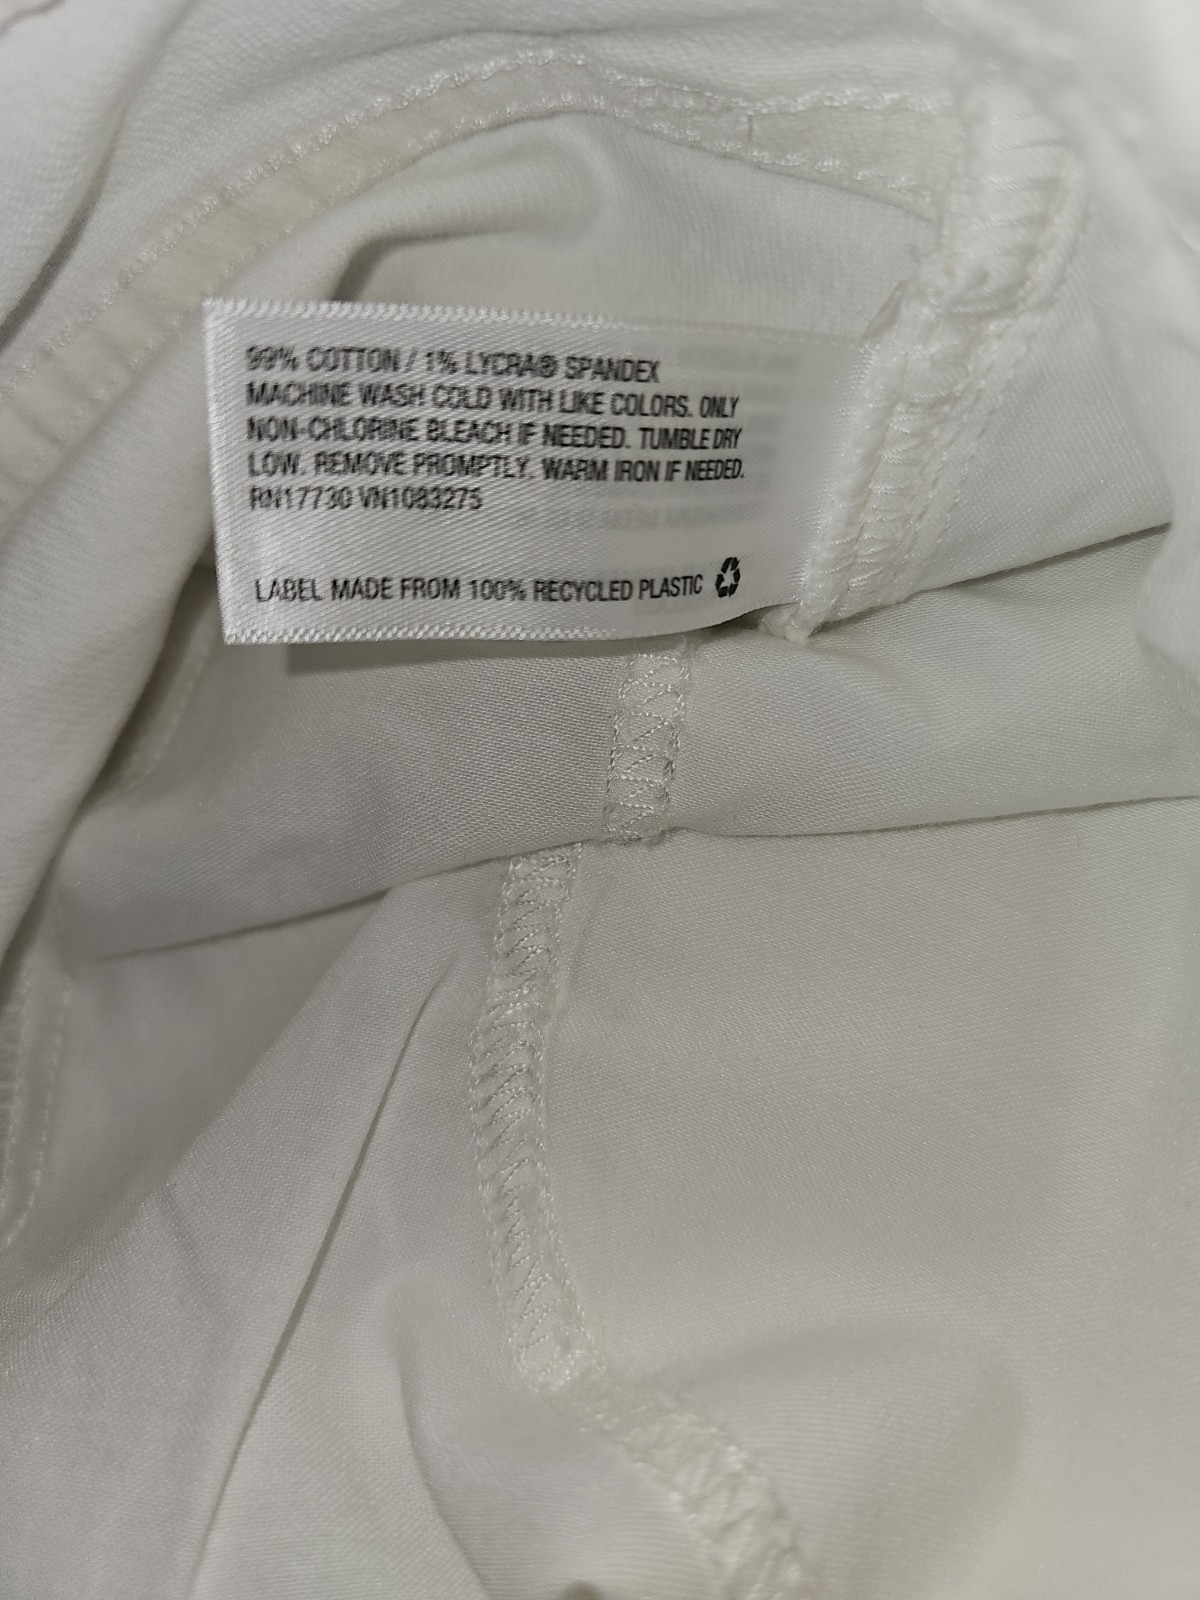 99% COTTON / 1% LYCRA® SPANDEX
MACHINE WASH COLD WITH LIKE COLORS. ONLY
NON-CHLORINE BLEACH IF NEEDED. TUMBLE DRY
LOW. REMOVE PROMPTLY. WARM IRON IF NEEDED.
RN17730 VN1083275
LABEL MADE FROM 100% RECYCLED PLASTIC